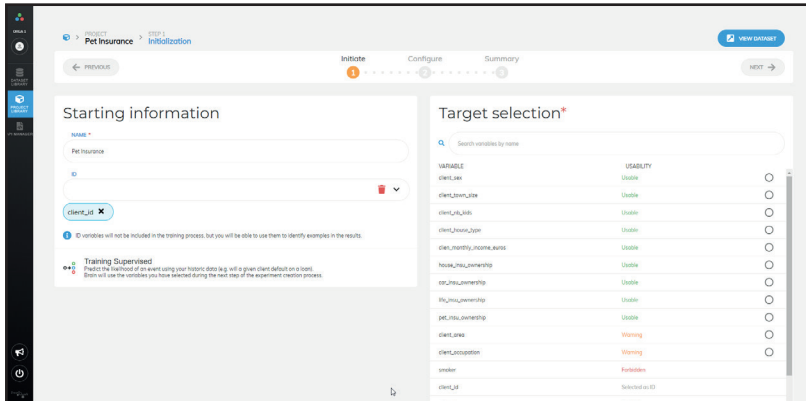 PROJECT
Pet Insurance
STEP 1
Initialization
VIEW DATASET
PREVIOUS
Initiate
Configure
Summary
1
2
3
NEXT
DATASET LIBRARY
PROJECT LIBRARY
Starting information
NAME *
Pet Insurance
ID
client_id
ID variables will not be included in the training process, but you will be able to use them to identify examples in the results.
Training Supervised
Predict the likelihood of an event using your historic data (e.g. will a given client default on a loan).
Brain will use the variables you have selected during the next step of the experiment creation process.
Target selection*
Search variables by name
VARIABLE USABILITY
client_sex Usable
client_town_size Usable
client_nb_kids Usable
client_house_type Usable
clien_monthly_income_euros Usable
house_insu_ownership Usable
car_insu_ownership Usable
life_insu_ownership Usable
pet_insu_ownership Usable
client_area Warning
client_occupation Warning
smoker Forbidden
client_id Selected as ID